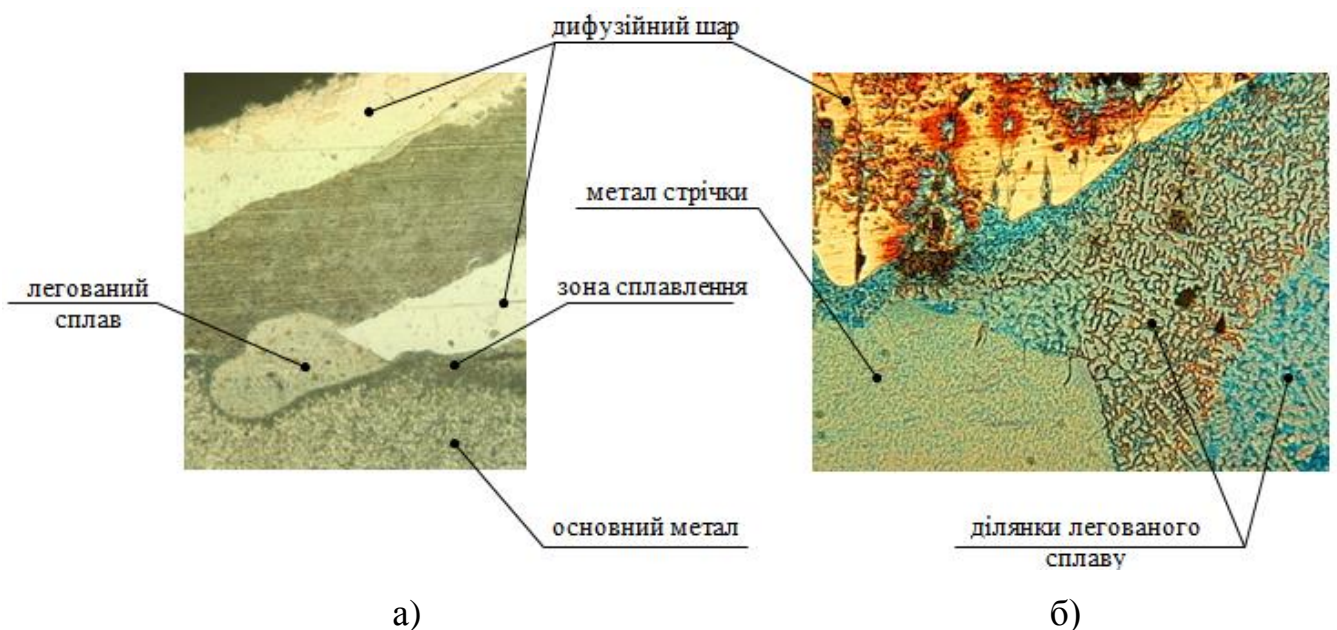 дифузійний шар
метал стрічки
легований
сплав
зона сплавлення
основний метал
ділянки легованого
сплаву
а)
б)